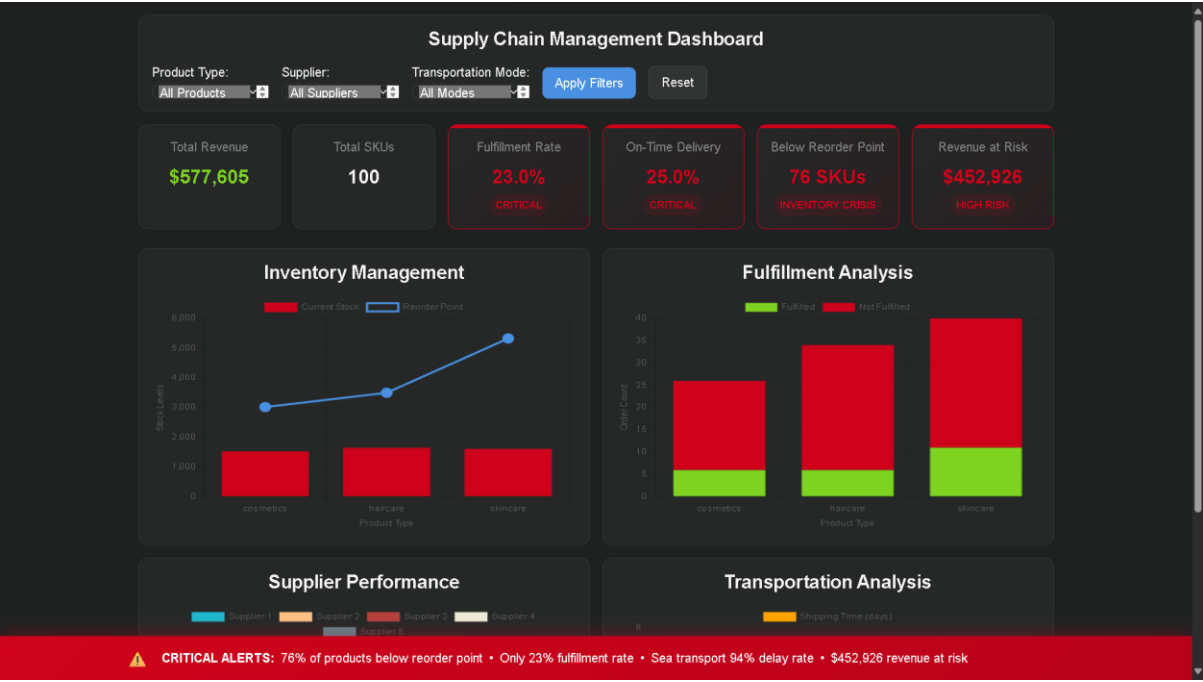 Supply Chain Management Dashboard
Product Type: Supplier: Transportation Mode:
All Products All Suppliers All Modes Apply Filters Reset
Total Revenue
$577,605
Total SKUs
100
Fulfillment Rate
23.0%
CRITICAL
On-Time Delivery
25.0%
CRITICAL
Below Reorder Point
76 SKUs
INVENTORY CRISIS
Revenue at Risk
$452,926
HIGH RISK
Inventory Management
Current Stock Reorder Point
6,000
5,000
4,000
3,000
2,000
1,000
0
Stock Levels
cosmetics haircare skincare
Product Type
Fulfillment Analysis
Fulfilled Not Fulfilled
40
35
30
25
20
15
10
5
0
Order Count
cosmetics haircare skincare
Product Type
Supplier Performance
Supplier 1 Supplier 2 Supplier 3 Supplier 4
Supplier 5
Transportation Analysis
Shipping Time (days)
8
CRITICAL ALERTS: 76% of products below reorder point • Only 23% fulfillment rate • Sea transport 94% delay rate • $452,926 revenue at risk